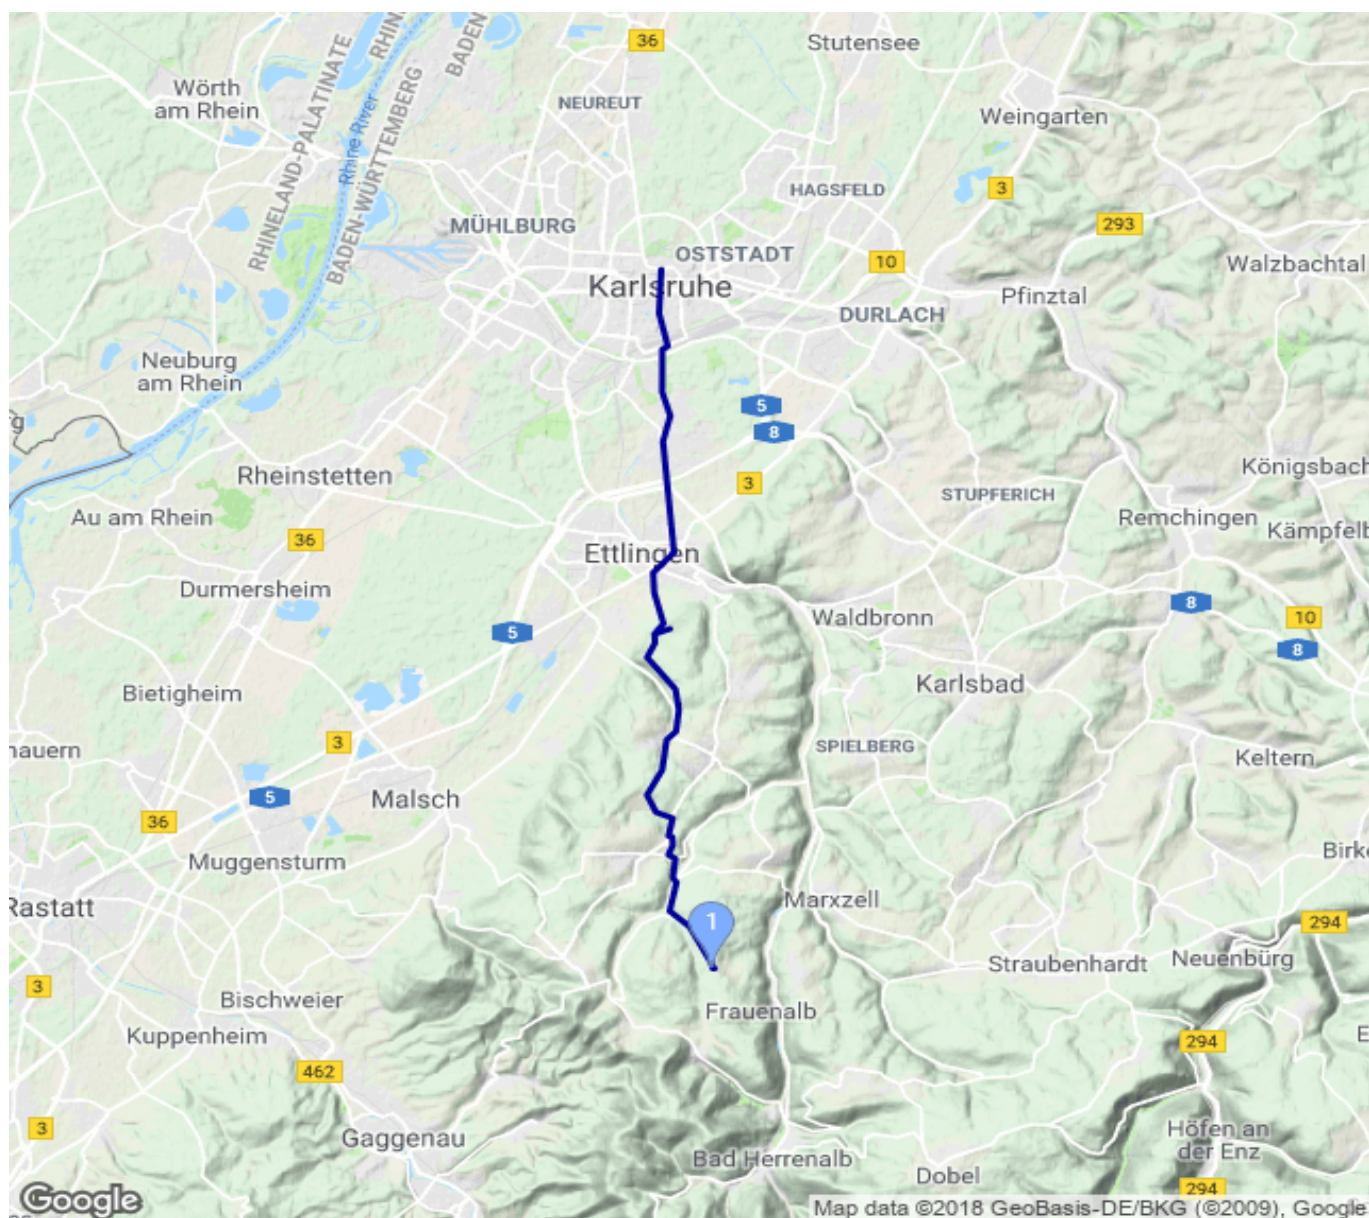 36
Stutensee
Wörth
am Rhein
RHINELAND-PALATINATE
RHIN
BADEN
BADEN-WÜRTTEMBERG
Rhine River
NEUREUT
Weingarten
HAGSFELD
3
293
MÜHLBURG
OSTSTADT
10
Walzbachtal
Karlsruhe
Pfinztal
DURLACH
Neuburg
am Rhein
5
8
Rheinstetten
3
Königsbach
STUPFERICH
Au am Rhein
Remchingen
Kämpfelb
36
Ettlingen
Durmersheim
8
Waldbronn
10
5
8
Bietigheim
Karlsbad
3
nauern
SPIELBERG
Keltern
5
Malsch
36
Muggensturm
Birke
Rastatt
Marxzell
1
294
Straubenhardt
Neuenbürg
3
Bischweier
Frauenalb
Kuppenheim
294
E
462
3
Gaggenau
Höfen an
der Enz
Bad Herrenalb
Dobel
294
Google
Map data ©2018 GeoBasis-DE/BKG (©2009), Google